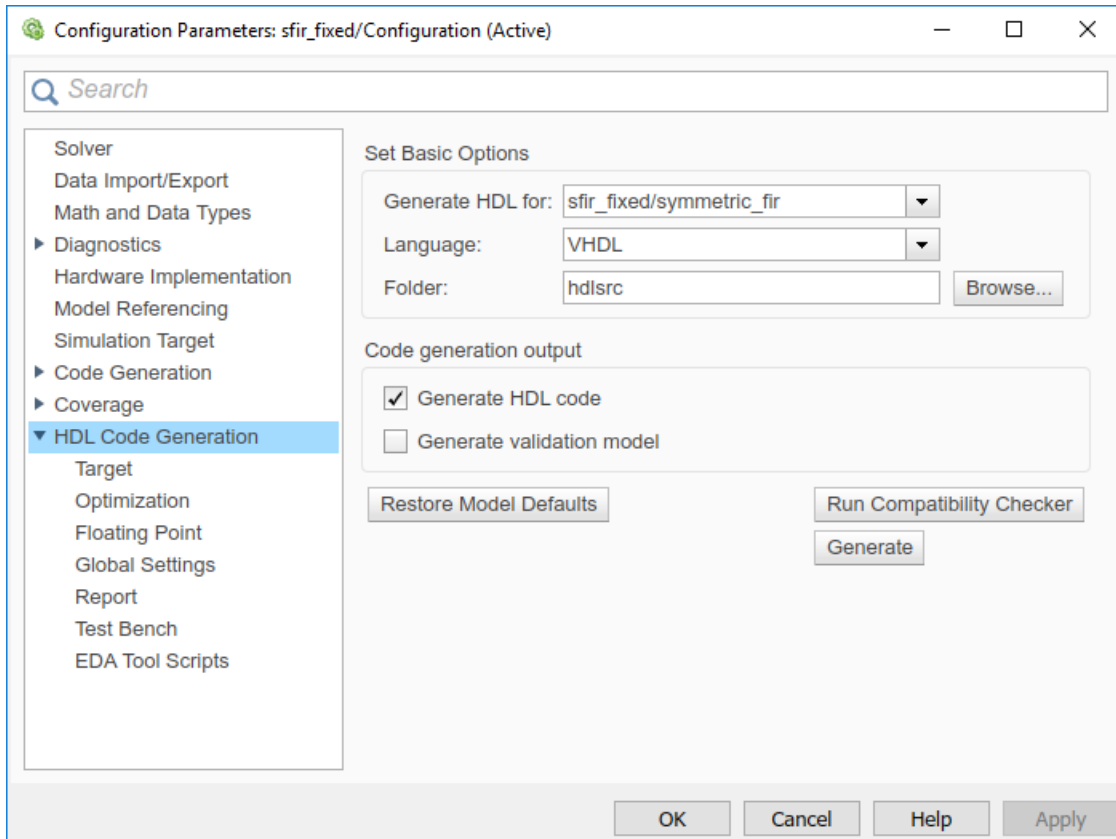 Configuration Parameters: sfir_fixed/Configuration (Active)
Search
Solver
Data Import/Export
Math and Data Types
Diagnostics
Hardware Implementation
Model Referencing
Simulation Target
Code Generation
Coverage
HDL Code Generation
Target
Optimization
Floating Point
Global Settings
Report
Test Bench
EDA Tool Scripts
Set Basic Options
Generate HDL for: sfir_fixed/symmetric_fir
Language: VHDL
Folder: hdlsrc Browse...
Code generation output
Generate HDL code
Generate validation model
Restore Model Defaults Run Compatibility Checker
Generate
OK Cancel Help Apply